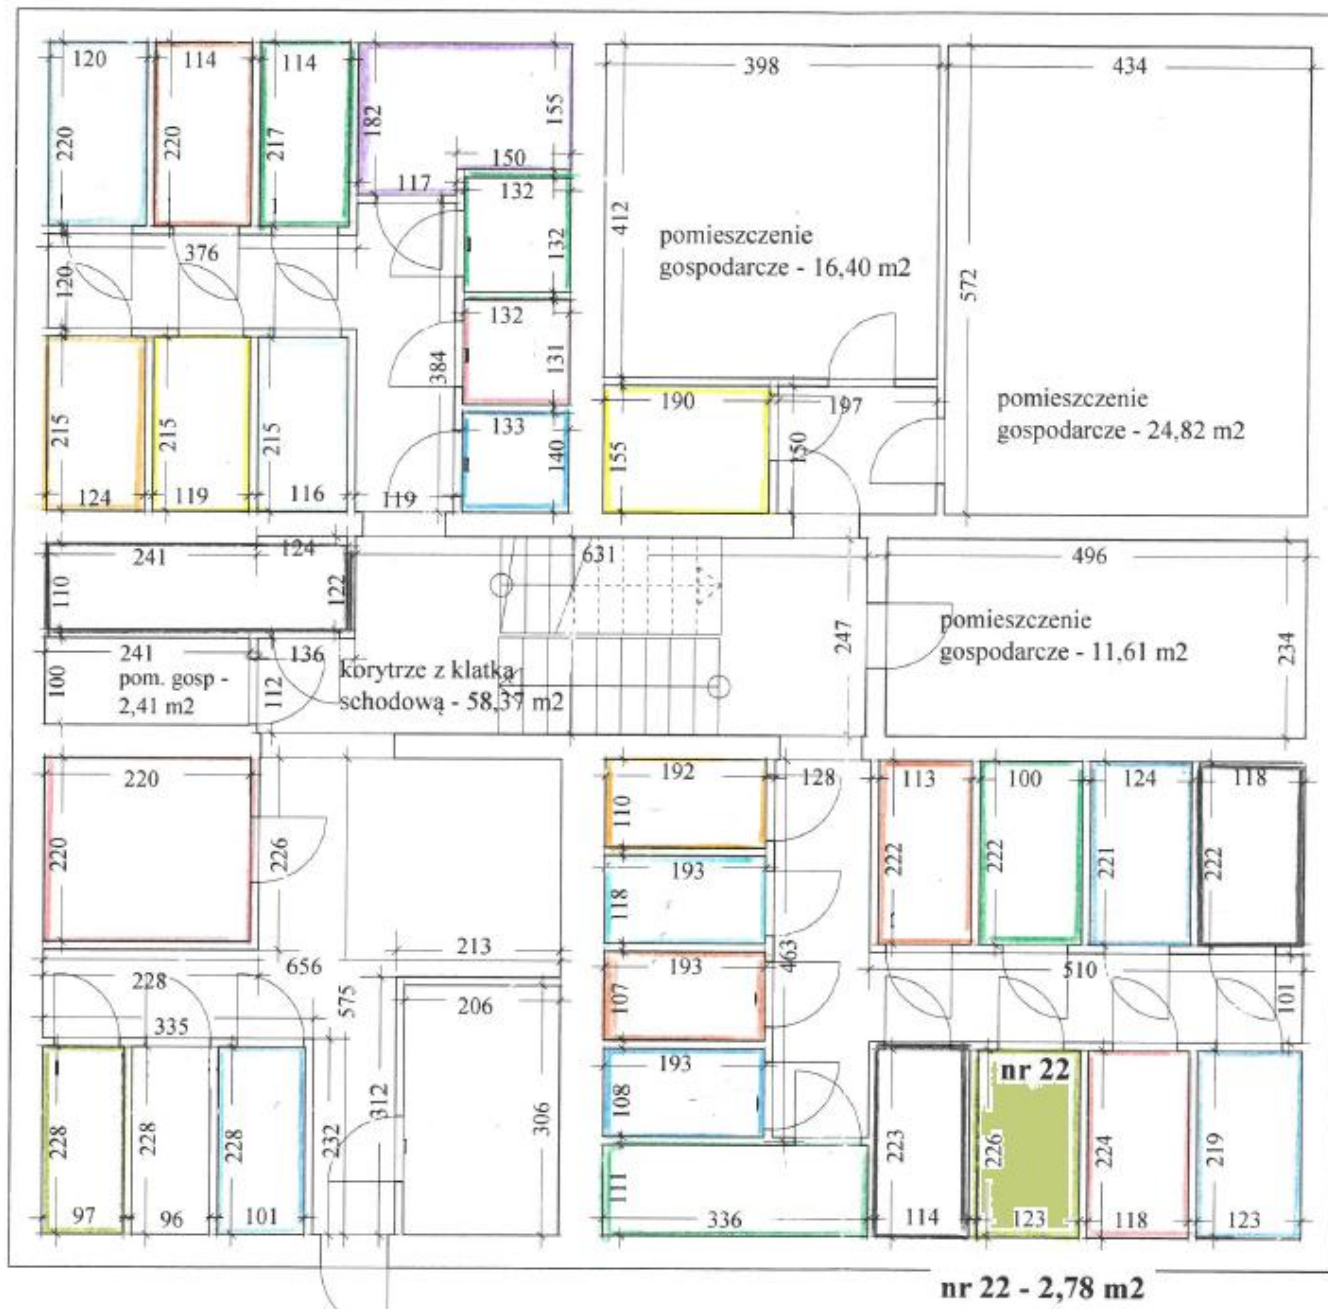 120 114 114 398 434
182 155
220 220 217
150
117 132
412
132
pomieszczenie
gospodarcze - 16,40 m2
376
120
572
132
131
384
190 197
pomieszczenie
gospodarcze - 24,82 m2
215 215 215
133
140
155 150
124 119 116 119
241 124 631 496
110 122
247
pomieszczenie
gospodarcze - 11,61 m2
234
241 136
100
pom. gosp -
2,41 m2
112
korytrze z klatka
schodową - 58,37 m2
220 192 128 113 100 124 118
110
220 226
193
118
222 222 221 222
213
193
463
107
228 656
510
101
206
575
335
193
108
nr 22
312
306
228 228 228 232
223 226 224 219
111
97 96 101
336
114 123 118 123
nr 22 - 2,78 m2